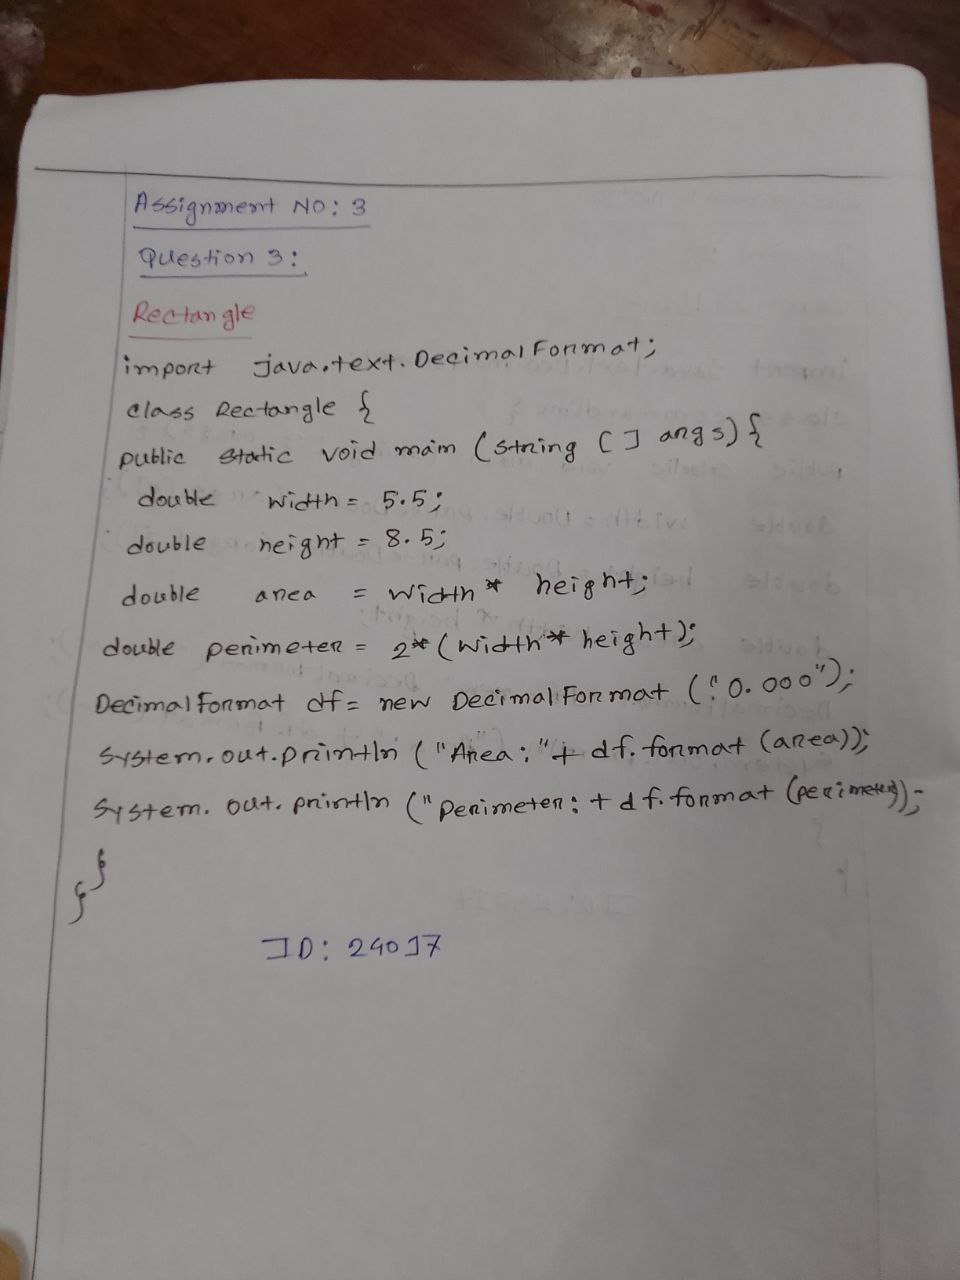 Assignment NO: 3
Question 3:
Rectangle
import java.text.DecimalFormat;
class Rectangle {
public static void main (string [] args) {
double width = 5.5;
double height = 8.5;
double area = width * height;
double perimeter = 2* (width * height);
DecimalFormat df = new DecimalFormat ("0.000");
system.out.println ("Area:" + df.format (area));
system.out.println ("perimeter: + df.format (perimeter));
}
}
ID: 24017